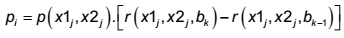 p_i = p(x1_j, x2_j).[r(x1_j, x2_j, b_k) − r(x1_j, x2_j, b_{k−1})]